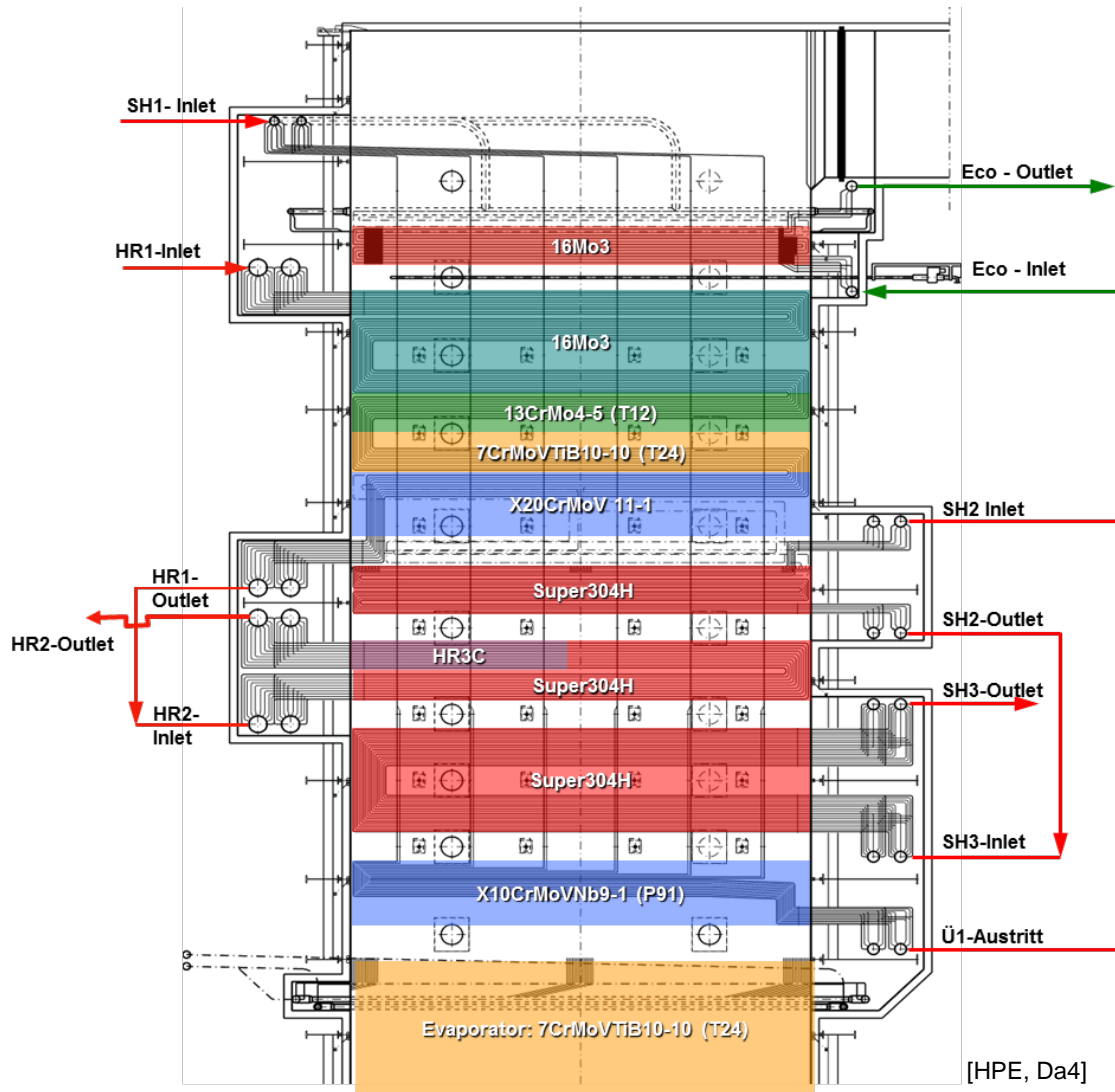 SH1- Inlet
Eco - Outlet
16Mo3
HR1-Inlet
Eco - Inlet
16Mo3
13CrMo4-5 (T12)
7CrMoVTiB10-10 (T24)
X20CrMoV 11-1
SH2 Inlet
HR1-
Outlet
Super304H
HR2-Outlet
SH2-Outlet
HR3C
Super304H
SH3-Outlet
HR2-
Inlet
Super304H
SH3-Inlet
X10CrMoVNb9-1 (P91)
Ü1-Austritt
Evaporator: 7CrMoVTiB10-10 (T24)
[HPE, Da4]